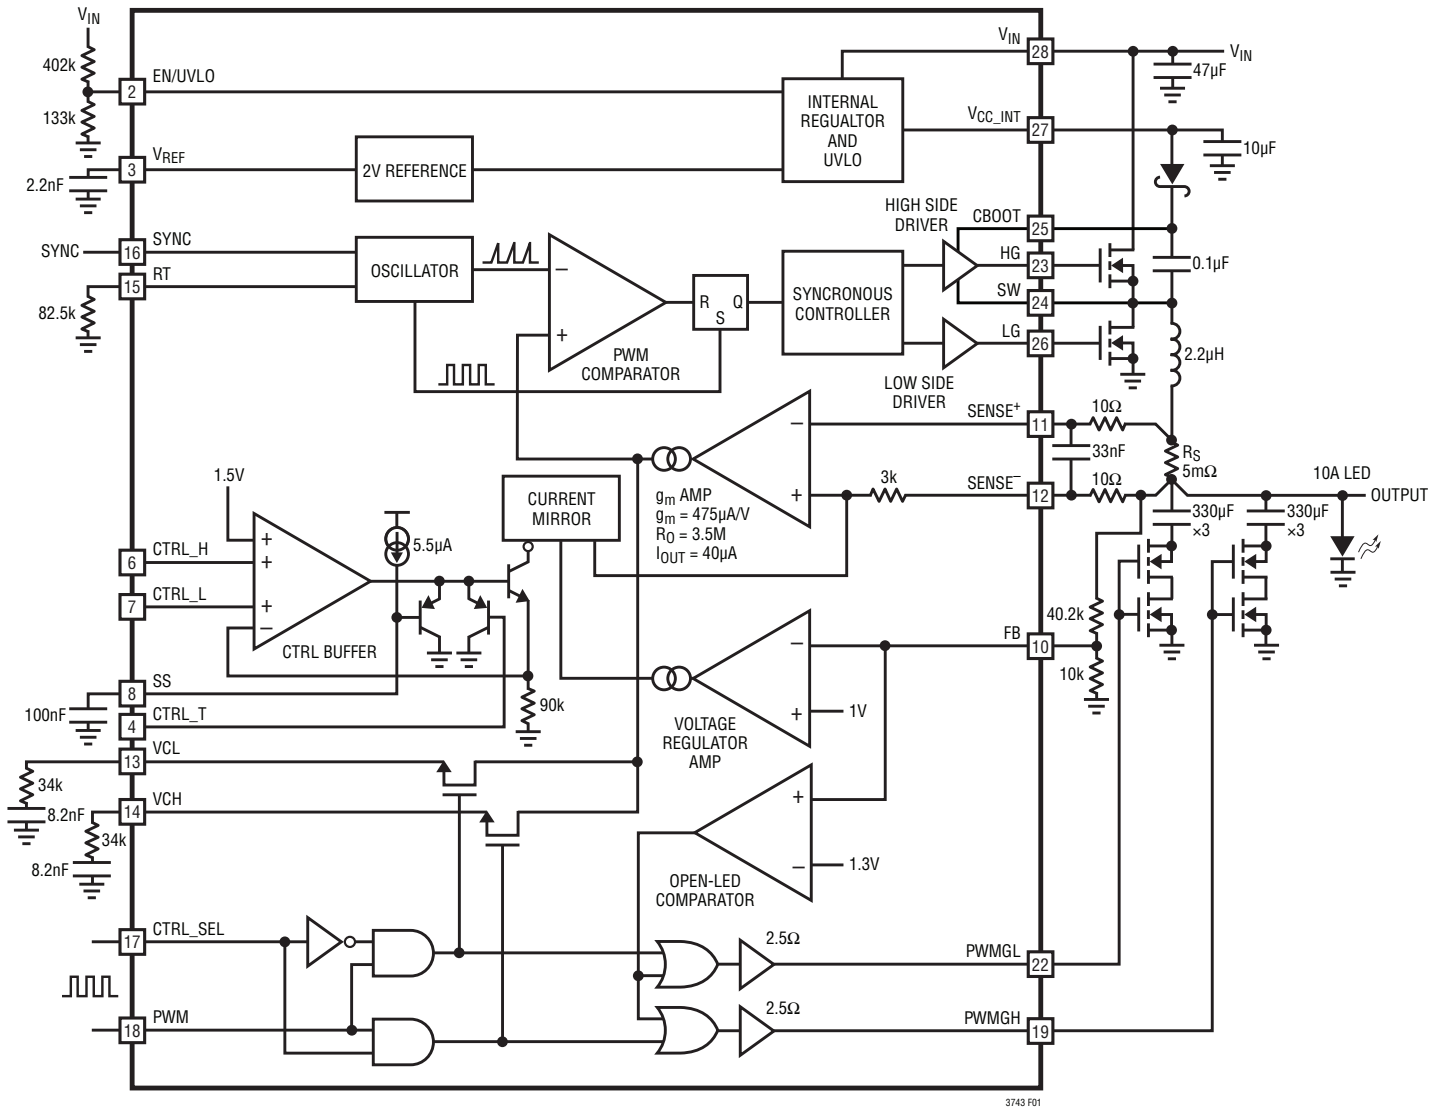 VIN
402k
2
EN/UVLO
133k
3
VREF
2.2nF
2V REFERENCE
INTERNAL
REGUALTOR
AND
UVLO
VIN
28
VIN
47µF
VCC_INT
27
10µF
SYNC
16
SYNC
15
RT
82.5k
OSCILLATOR
–
+
PWM
COMPARATOR
R
S
Q
SYNCRONOUS
CONTROLLER
HIGH SIDE
DRIVER
LOW SIDE
DRIVER
CBOOT
25
HG
23
SW
24
LG
26
0.1µF
2.2µH
SENSE+
11
10Ω
33nF
RS
5mΩ
SENSE–
12
10Ω
3k
–
+
gm AMP
gm = 475µA/V
RO = 3.5M
IOUT = 40µA
10A LED
OUTPUT
330µF
×3
330µF
×3
CURRENT
MIRROR
1.5V
6
CTRL_H
7
CTRL_L
+
+
+
–
CTRL BUFFER
5.5µA
90k
8
SS
100nF
4
CTRL_T
13
VCL
34k
8.2nF
14
VCH
34k
8.2nF
FB
10
40.2k
10k
–
+
1V
VOLTAGE
REGULATOR
AMP
+
–
1.3V
OPEN-LED
COMPARATOR
17
CTRL_SEL
18
PWM
2.5Ω
PWMGL
22
2.5Ω
PWMGH
19
3743 F01